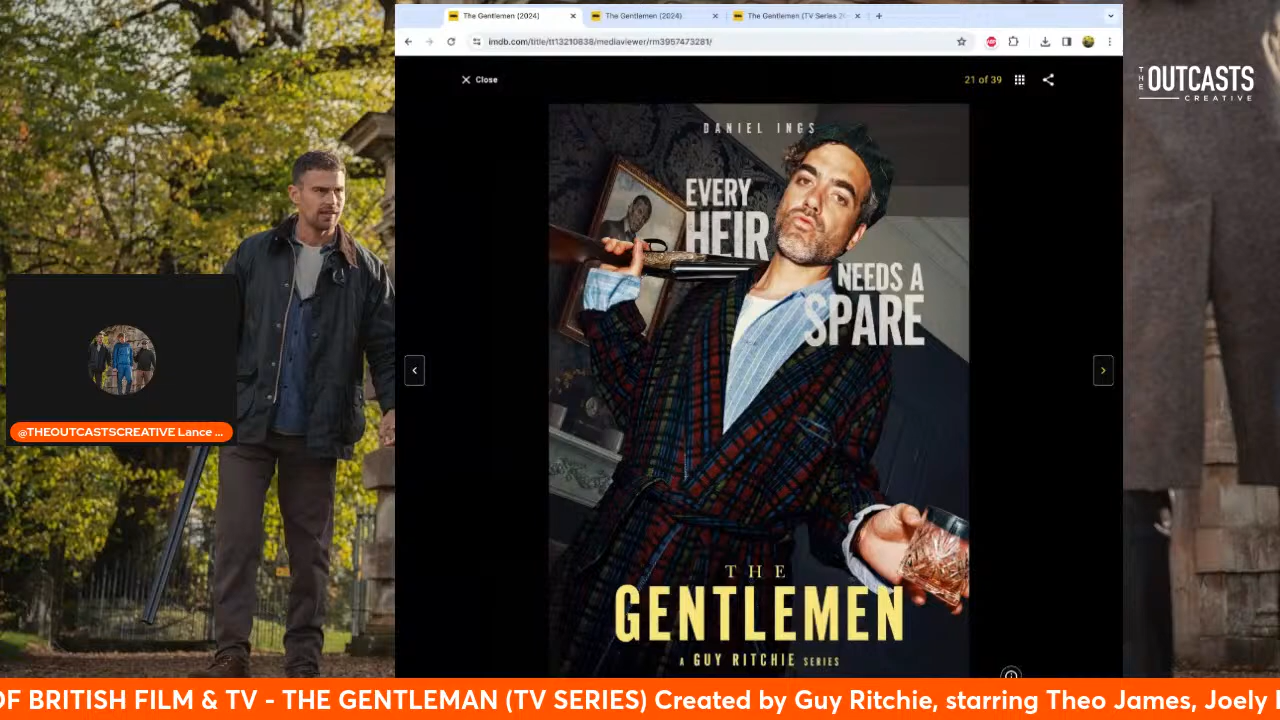 The Gentlemen (2024)
The Gentlemen (2024)
The Gentlemen (TV Series 2
imdb.com/title/tt13210838/mediaviewer/rm3957473281/
Close
21 of 39
THE OUTCASTS
CREATIVE
DANIEL INGS
EVERY
HEIR
NEEDS A
SPARE
@THEOUTCASTSCREATIVE Lance ...
THE
GENTLEMEN
A GUY RITCHIE SERIES
OF BRITISH FILM & TV - THE GENTLEMAN (TV SERIES) Created by Guy Ritchie, starring Theo James, Joely